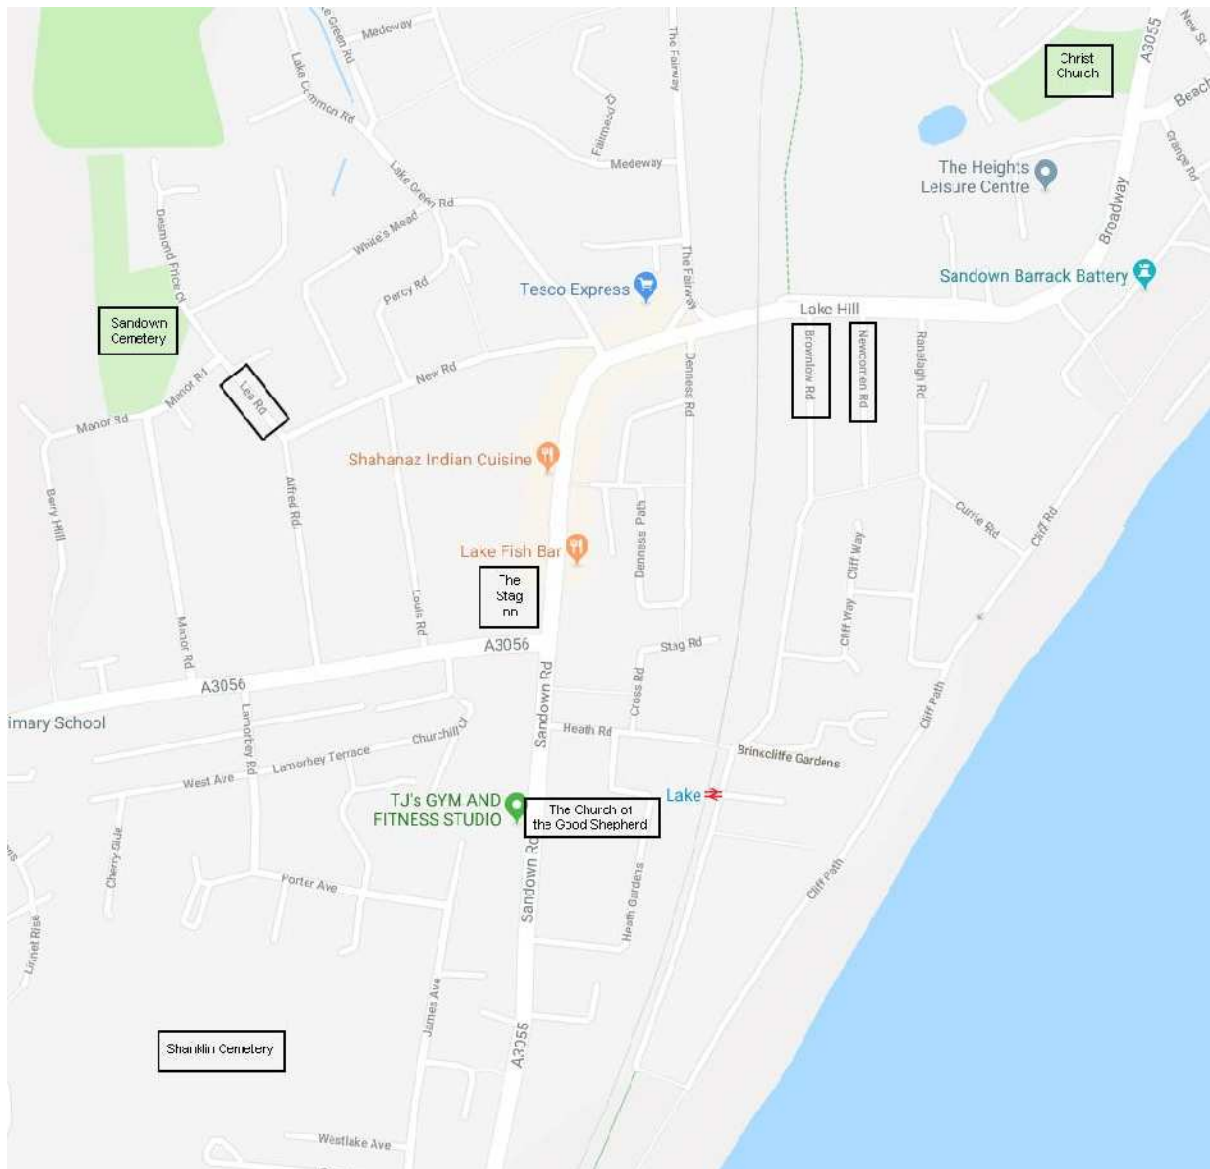 Green Rd
Medeway
The Fairway
A3055
New St
Christ
Church
Lake Common Rd
Beach
Fairmead Cl
Medeway
Grange Rd
The Heights
Leisure Centre
Lake Green Rd
Desmond Price Cl
White's Mead
Broadway
The Fairway
Percy Rd
Tesco Express
Sandown Barrack Battery
Lake Hill
Sandown
Cemetery
Brownlow Rd
Newcomen Rd
Ranalagh Rd
Denness Rd
New Rd
Manor Rd
Lea Rd
Manor Rd
Shahanaz Indian Cuisine
Alfred Rd
Berry Hill
Currie Rd
Cliff Rd
Denness Path
Lake Fish Bar
Cliff Way
The
Stag
Inn
Louis Rd
Cliff Way
Manor Rd
A3056
Stag Rd
A3056
Sandown Rd
Cross Rd
Cliff Path
imary School
Lamorbey Rd
Churchill Cl
Heath Rd
Brinscliffe Gardens
Lamorbey Terrace
West Ave
Lake
TJ's GYM AND
FITNESS STUDIO
The Church of
the Good Shepherd
Cherry Side
Sandown Rd
Cliff Path
Porter Ave
Heath Gardens
Linnet Rise
James Ave
Shanklin Cemetery
A3055
Westlake Ave